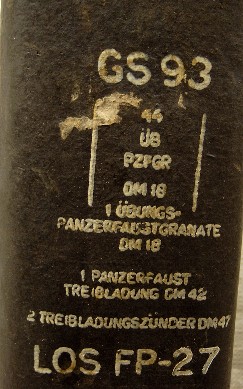 GS 93
44
ÜB
PZFGR
DM 18
1 ÜBUNGS-
PANZERFAUSTGRANATE
DM 18
1 PANZERFAUST
TREIBLADUNG DM 42
2 TREIBLADUNGSZÜNDER DM 47
LOS FP-27